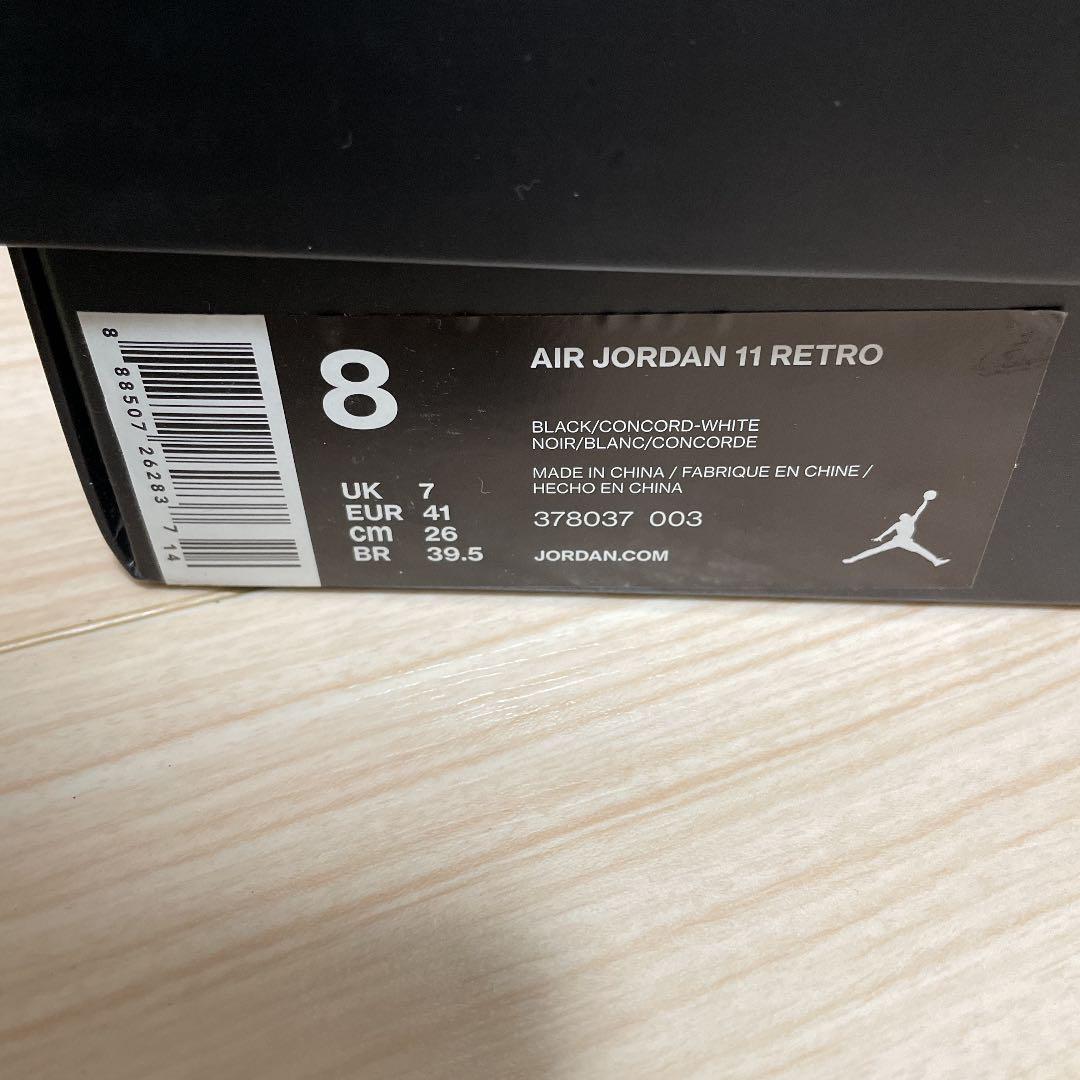 8 88507 26283 7 14
8
UK 7
EUR 41
cm 26
BR 39.5
AIR JORDAN 11 RETRO
BLACK/CONCORD-WHITE
NOIR/BLANC/CONCORDE
MADE IN CHINA / FABRIQUE EN CHINE /
HECHO EN CHINA
378037 003
JORDAN.COM